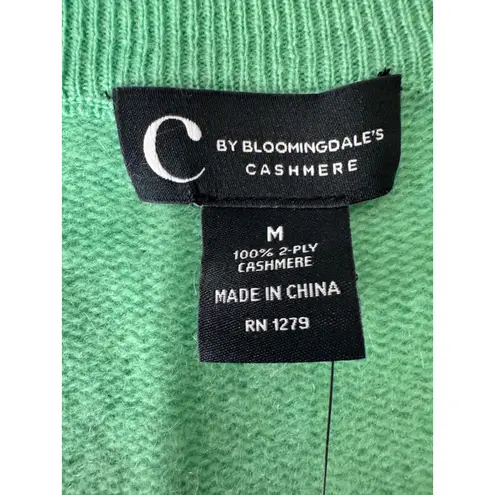 C BY BLOOMINGDALE'S
CASHMERE
M
100% 2-PLY
CASHMERE
MADE IN CHINA
RN 1279